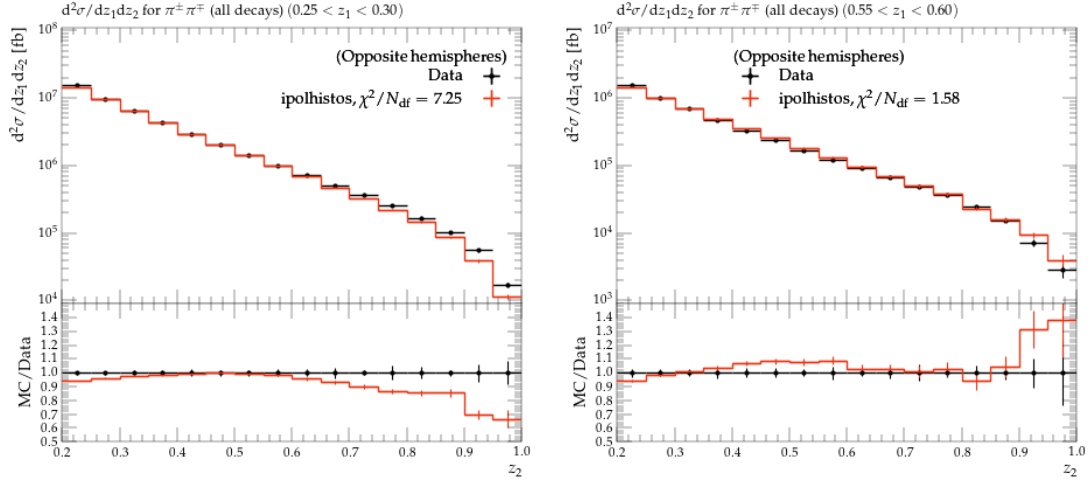 d²σ/dz₁dz₂ for π±π∓ (all decays) (0.25 < z₁ < 0.30)
d²σ/dz₁dz₂ [fb]
10⁸
10⁷
10⁶
10⁵
10⁴
(Opposite hemispheres)
Data
ipolhistos, χ²/N_df = 7.25
MC/Data
1.4
1.3
1.2
1.1
1.0
0.9
0.8
0.7
0.6
0.5
0.2 0.3 0.4 0.5 0.6 0.7 0.8 0.9 1.0
z₂
d²σ/dz₁dz₂ for π±π∓ (all decays) (0.55 < z₁ < 0.60)
d²σ/dz₁dz₂ [fb]
10⁷
10⁶
10⁵
10⁴
10³
(Opposite hemispheres)
Data
ipolhistos, χ²/N_df = 1.58
MC/Data
1.4
1.3
1.2
1.1
1.0
0.9
0.8
0.7
0.6
0.5
0.2 0.3 0.4 0.5 0.6 0.7 0.8 0.9 1.0
z₂